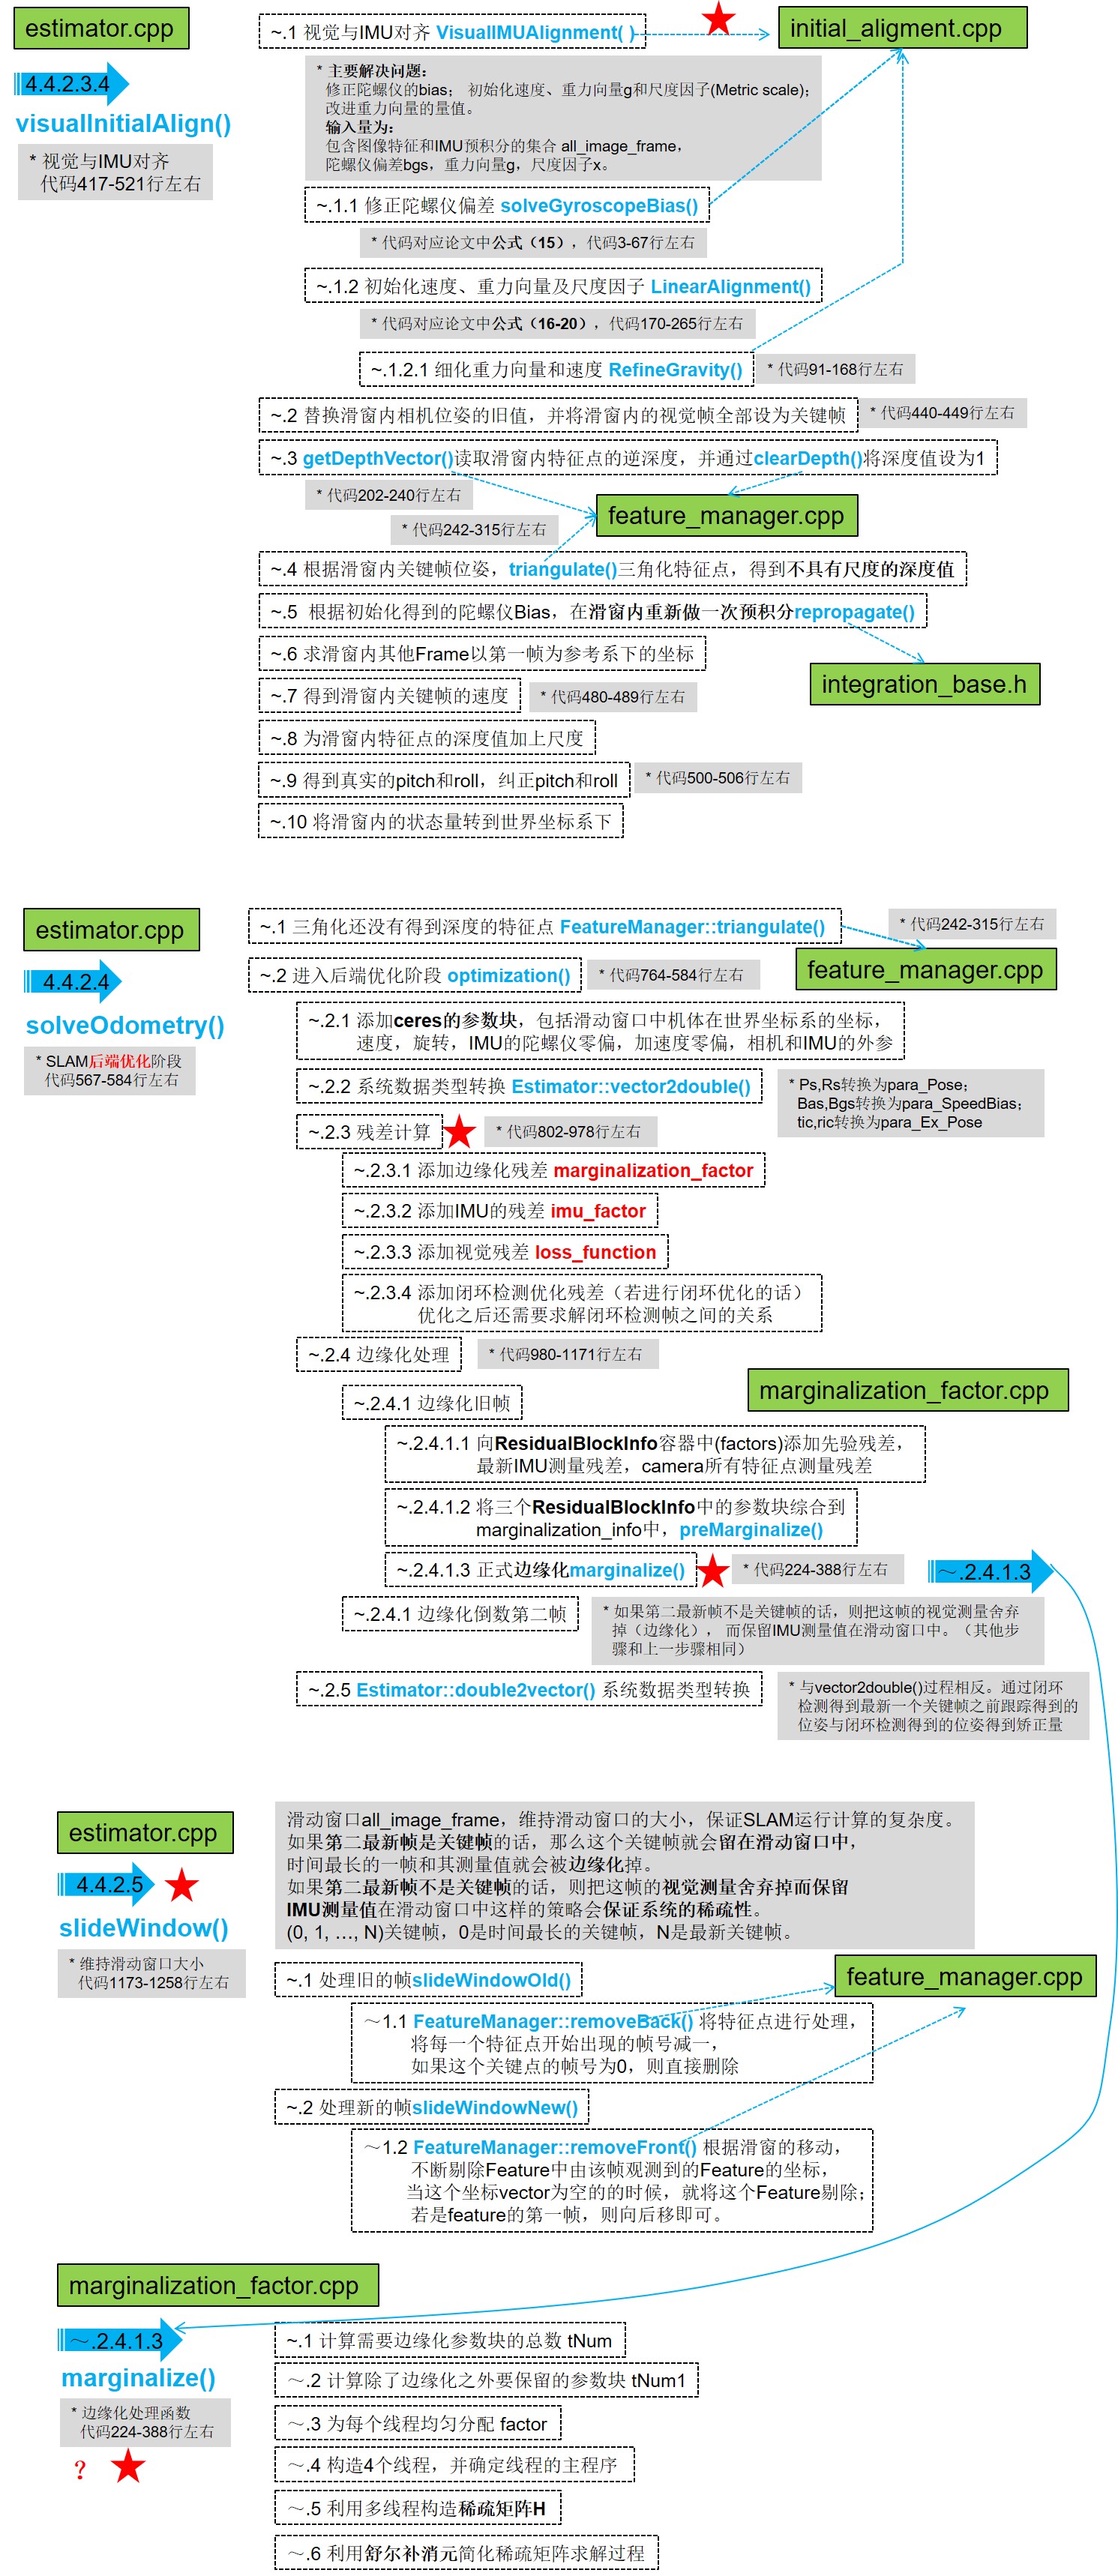 estimator.cpp
4.4.2.3.4
visualInitialAlign()
* 视觉与IMU对齐
代码417-521行左右
~.1 视觉与IMU对齐 VisualIMUAlignment( )
initial_aligment.cpp
* 主要解决问题：
修正陀螺仪的bias； 初始化速度、重力向量g和尺度因子(Metric scale)；
改进重力向量的量值。
输入量为：
包含图像特征和IMU预积分的集合 all_image_frame，
陀螺仪偏差bgs，重力向量g，尺度因子x。
~.1.1 修正陀螺仪偏差 solveGyroscopeBias()
* 代码对应论文中公式（15），代码3-67行左右
~.1.2 初始化速度、重力向量及尺度因子 LinearAlignment()
* 代码对应论文中公式（16-20），代码170-265行左右
~.1.2.1 细化重力向量和速度 RefineGravity()
* 代码91-168行左右
~.2 替换滑窗内相机位姿的旧值，并将滑窗内的视觉帧全部设为关键帧
* 代码440-449行左右
~.3 getDepthVector()读取滑窗内特征点的逆深度，并通过clearDepth()将深度值设为1
* 代码202-240行左右
feature_manager.cpp
* 代码242-315行左右
~.4 根据滑窗内关键帧位姿，triangulate()三角化特征点，得到不具有尺度的深度值
~.5 根据初始化得到的陀螺仪Bias，在滑窗内重新做一次预积分repropagate()
~.6 求滑窗内其他Frame以第一帧为参考系下的坐标
integration_base.h
~.7 得到滑窗内关键帧的速度
* 代码480-489行左右
~.8 为滑窗内特征点的深度值加上尺度
~.9 得到真实的pitch和roll，纠正pitch和roll
* 代码500-506行左右
~.10 将滑窗内的状态量转到世界坐标系下
estimator.cpp
4.4.2.4
solveOdometry()
* SLAM后端优化阶段
代码567-584行左右
~.1 三角化还没有得到深度的特征点 FeatureManager::triangulate()
* 代码242-315行左右
feature_manager.cpp
~.2 进入后端优化阶段 optimization()
* 代码764-584行左右
~.2.1 添加ceres的参数块，包括滑动窗口中机体在世界坐标系的坐标，
速度，旋转，IMU的陀螺仪零偏，加速度零偏，相机和IMU的外参
~.2.2 系统数据类型转换 Estimator::vector2double()
* Ps,Rs转换为para_Pose；
Bas,Bgs转换为para_SpeedBias；
tic,ric转换为para_Ex_Pose
~.2.3 残差计算
* 代码802-978行左右
~.2.3.1 添加边缘化残差 marginalization_factor
~.2.3.2 添加IMU的残差 imu_factor
~.2.3.3 添加视觉残差 loss_function
~.2.3.4 添加闭环检测优化残差（若进行闭环优化的话）
优化之后还需要求解闭环检测帧之间的关系
~.2.4 边缘化处理
* 代码980-1171行左右
marginalization_factor.cpp
~.2.4.1 边缘化旧帧
~.2.4.1.1 向ResidualBlockInfo容器中(factors)添加先验残差，
最新IMU测量残差，camera所有特征点测量残差
~.2.4.1.2 将三个ResidualBlockInfo中的参数块综合到
marginalization_info中，preMarginalize()
~.2.4.1.3 正式边缘化marginalize()
* 代码224-388行左右
～.2.4.1.3
~.2.4.1 边缘化倒数第二帧
* 如果第二最新帧不是关键帧的话，则把这帧的视觉测量舍弃
掉（边缘化），而保留IMU测量值在滑动窗口中。（其他步
骤和上一步骤相同）
~.2.5 Estimator::double2vector() 系统数据类型转换
* 与vector2double()过程相反。通过闭环
检测得到最新一个关键帧之前跟踪得到的
位姿与闭环检测得到的位姿得到矫正量
estimator.cpp
4.4.2.5
slideWindow()
* 维持滑动窗口大小
代码1173-1258行左右
滑动窗口all_image_frame，维持滑动窗口的大小，保证SLAM运行计算的复杂度。
如果第二最新帧是关键帧的话，那么这个关键帧就会留在滑动窗口中，
时间最长的一帧和其测量值就会被边缘化掉。
如果第二最新帧不是关键帧的话，则把这帧的视觉测量舍弃掉而保留
IMU测量值在滑动窗口中这样的策略会保证系统的稀疏性。
(0, 1, …, N)关键帧，0是时间最长的关键帧，N是最新关键帧。
~.1 处理旧的帧slideWindowOld()
feature_manager.cpp
～1.1 FeatureManager::removeBack() 将特征点进行处理，
将每一个特征点开始出现的帧号减一，
如果这个关键点的帧号为0，则直接删除
~.2 处理新的帧slideWindowNew()
～1.2 FeatureManager::removeFront() 根据滑窗的移动，
不断剔除Feature中由该帧观测到的Feature的坐标，
当这个坐标vector为空的的时候，就将这个Feature剔除；
若是feature的第一帧，则向后移即可。
marginalization_factor.cpp
～.2.4.1.3
marginalize()
* 边缘化处理函数
代码224-388行左右
？
~.1 计算需要边缘化参数块的总数 tNum
～.2 计算除了边缘化之外要保留的参数块 tNum1
～.3 为每个线程均匀分配 factor
～.4 构造4个线程，并确定线程的主程序
～.5 利用多线程构造稀疏矩阵H
～.6 利用舒尔补消元简化稀疏矩阵求解过程